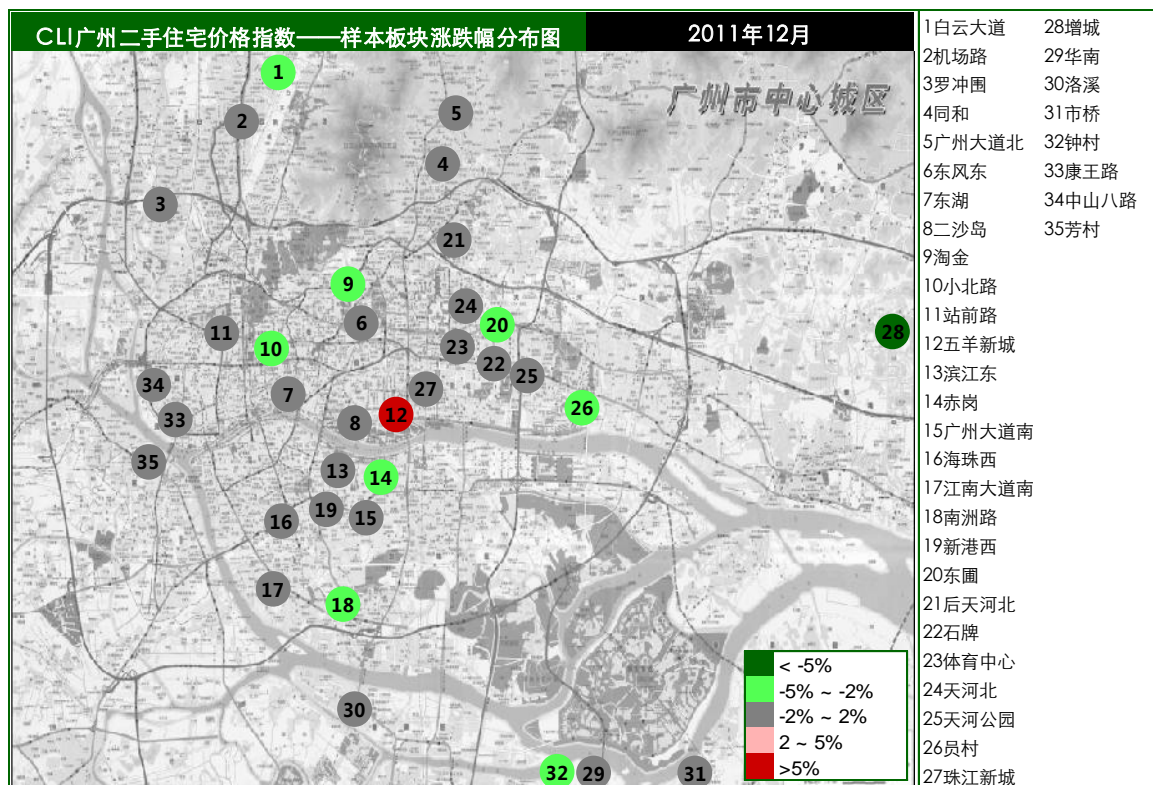 CLI广州二手住宅价格指数——样本板块涨跌幅分布图
2011年12月
广州市中心城区
1
2
5
4
3
21
9
24
6
20
11
10
23
28
22
25
34
27
7
26
12
33
8
35
13
14
19
15
16
17
18
30
32
29
31
< -5%
-5% ~ -2%
-2% ~ 2%
2 ~ 5%
>5%
1白云大道
2机场路
3罗冲围
4同和
5广州大道北
6东风东
7东湖
8二沙岛
9淘金
10小北路
11站前路
12五羊新城
13滨江东
14赤岗
15广州大道南
16海珠西
17江南大道南
18南洲路
19新港西
20东圃
21后天河北
22石牌
23体育中心
24天河北
25天河公园
26员村
27珠江新城
28增城
29华南
30洛溪
31市桥
32钟村
33康王路
34中山八路
35芳村